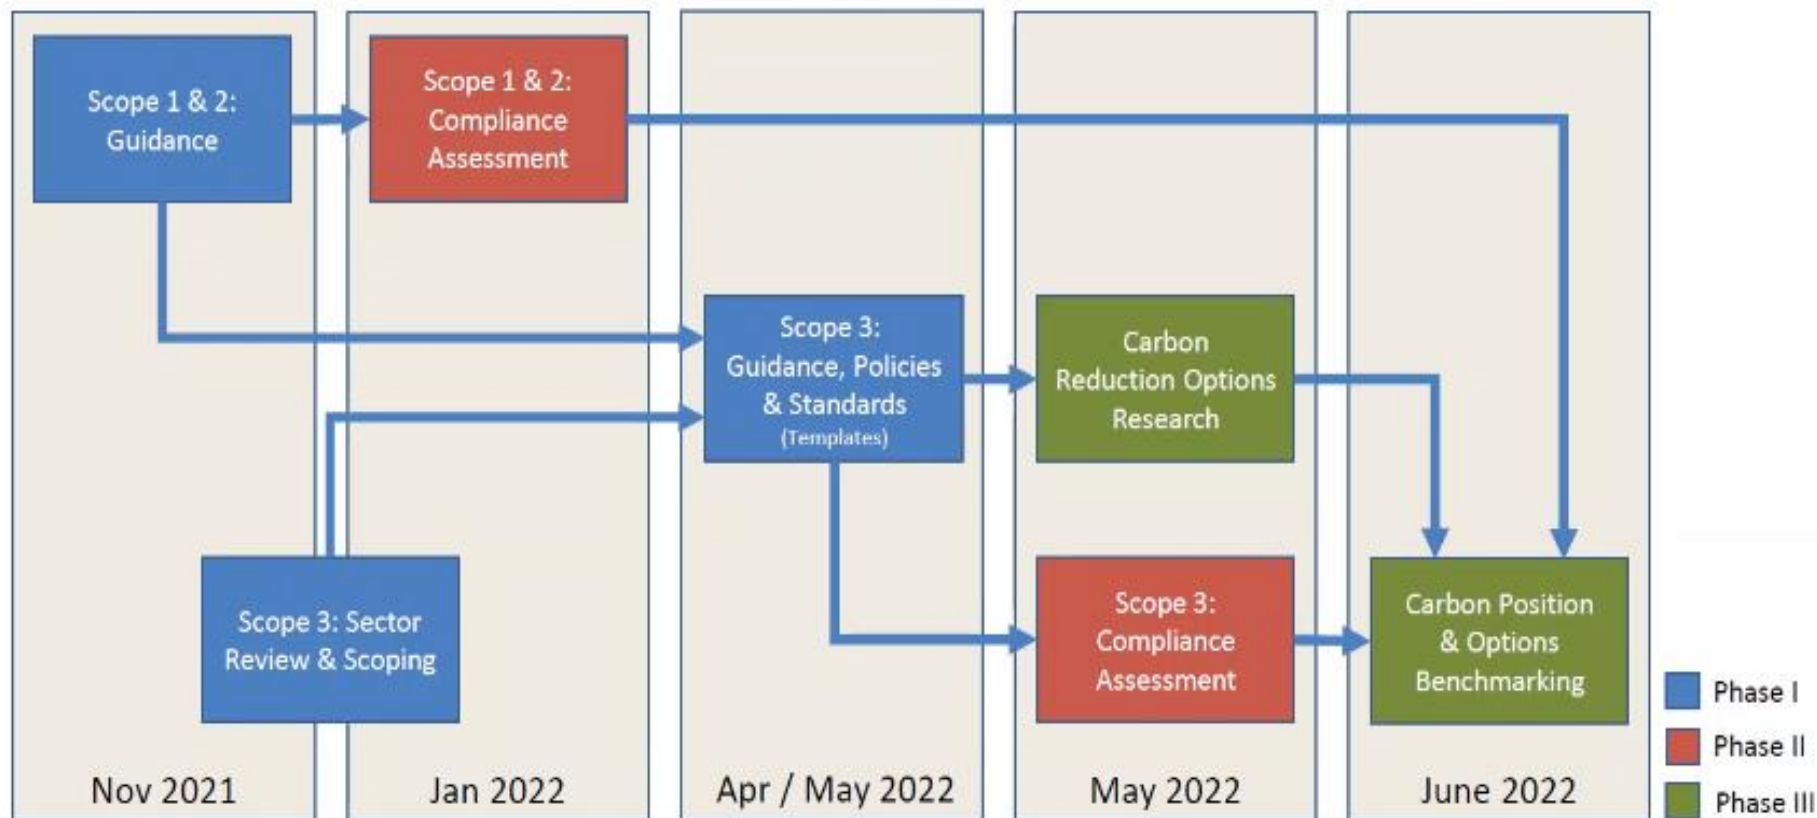 Scope 1 & 2:
Guidance
Scope 1 & 2:
Compliance
Assessment
Scope 3:
Guidance, Policies
& Standards
(Templates)
Carbon
Reduction Options
Research
Scope 3: Sector
Review & Scoping
Scope 3:
Compliance
Assessment
Carbon Position
& Options
Benchmarking
Nov 2021
Jan 2022
Apr / May 2022
May 2022
June 2022
Phase I
Phase II
Phase III